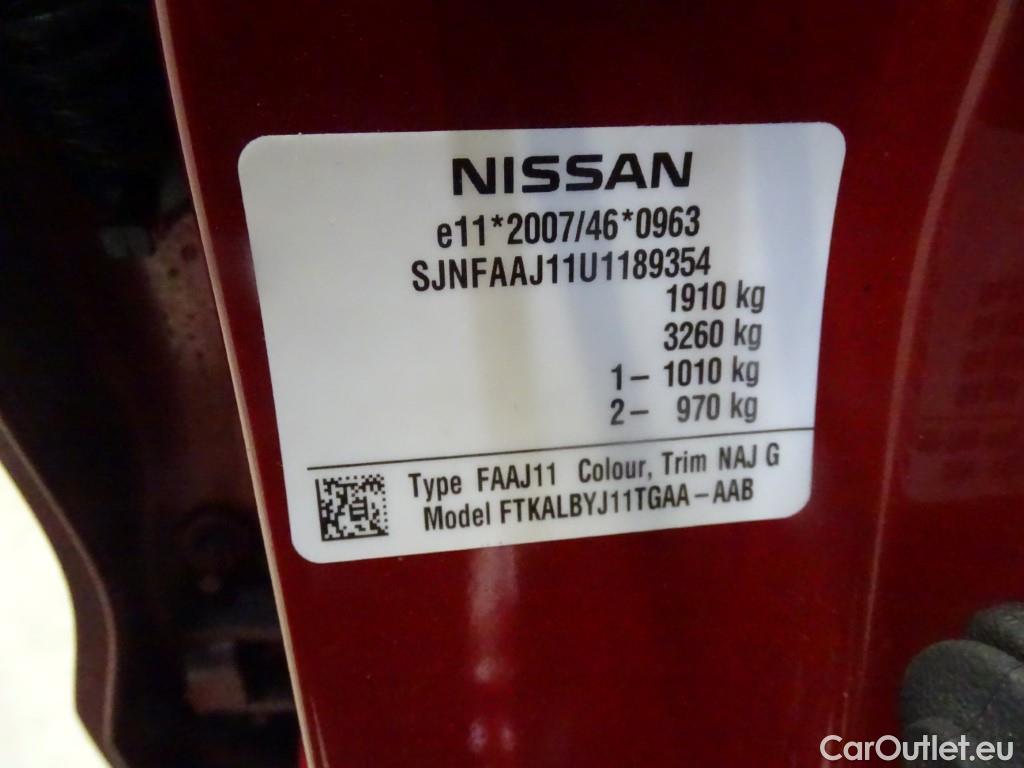 NISSAN
e11*2007/46*0963
SJNFAAJ11U1189354
1910 kg
3260 kg
1– 1010 kg
2– 970 kg
Type FAAJ11 Colour, Trim NAJ G
Model FTKALBYJ11TGAA–AAB
CarOutlet.eu